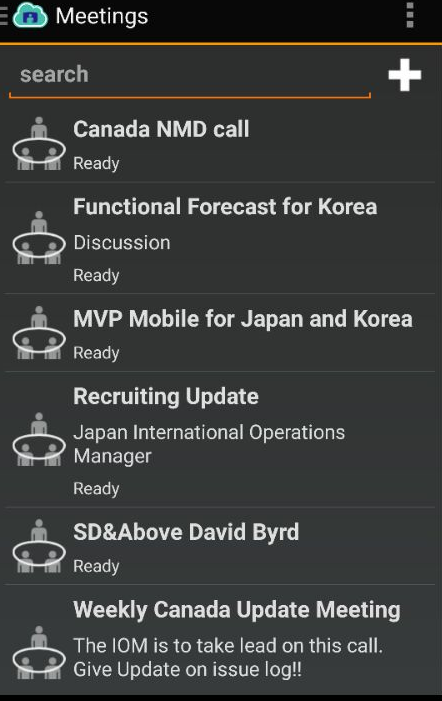 Meetings
search
Canada NMD call
Ready
Functional Forecast for Korea
Discussion
Ready
MVP Mobile for Japan and Korea
Ready
Recruiting Update
Japan International Operations
Manager
Ready
SD&Above David Byrd
Ready
Weekly Canada Update Meeting
The IOM is to take lead on this call.
Give Update on issue log!!